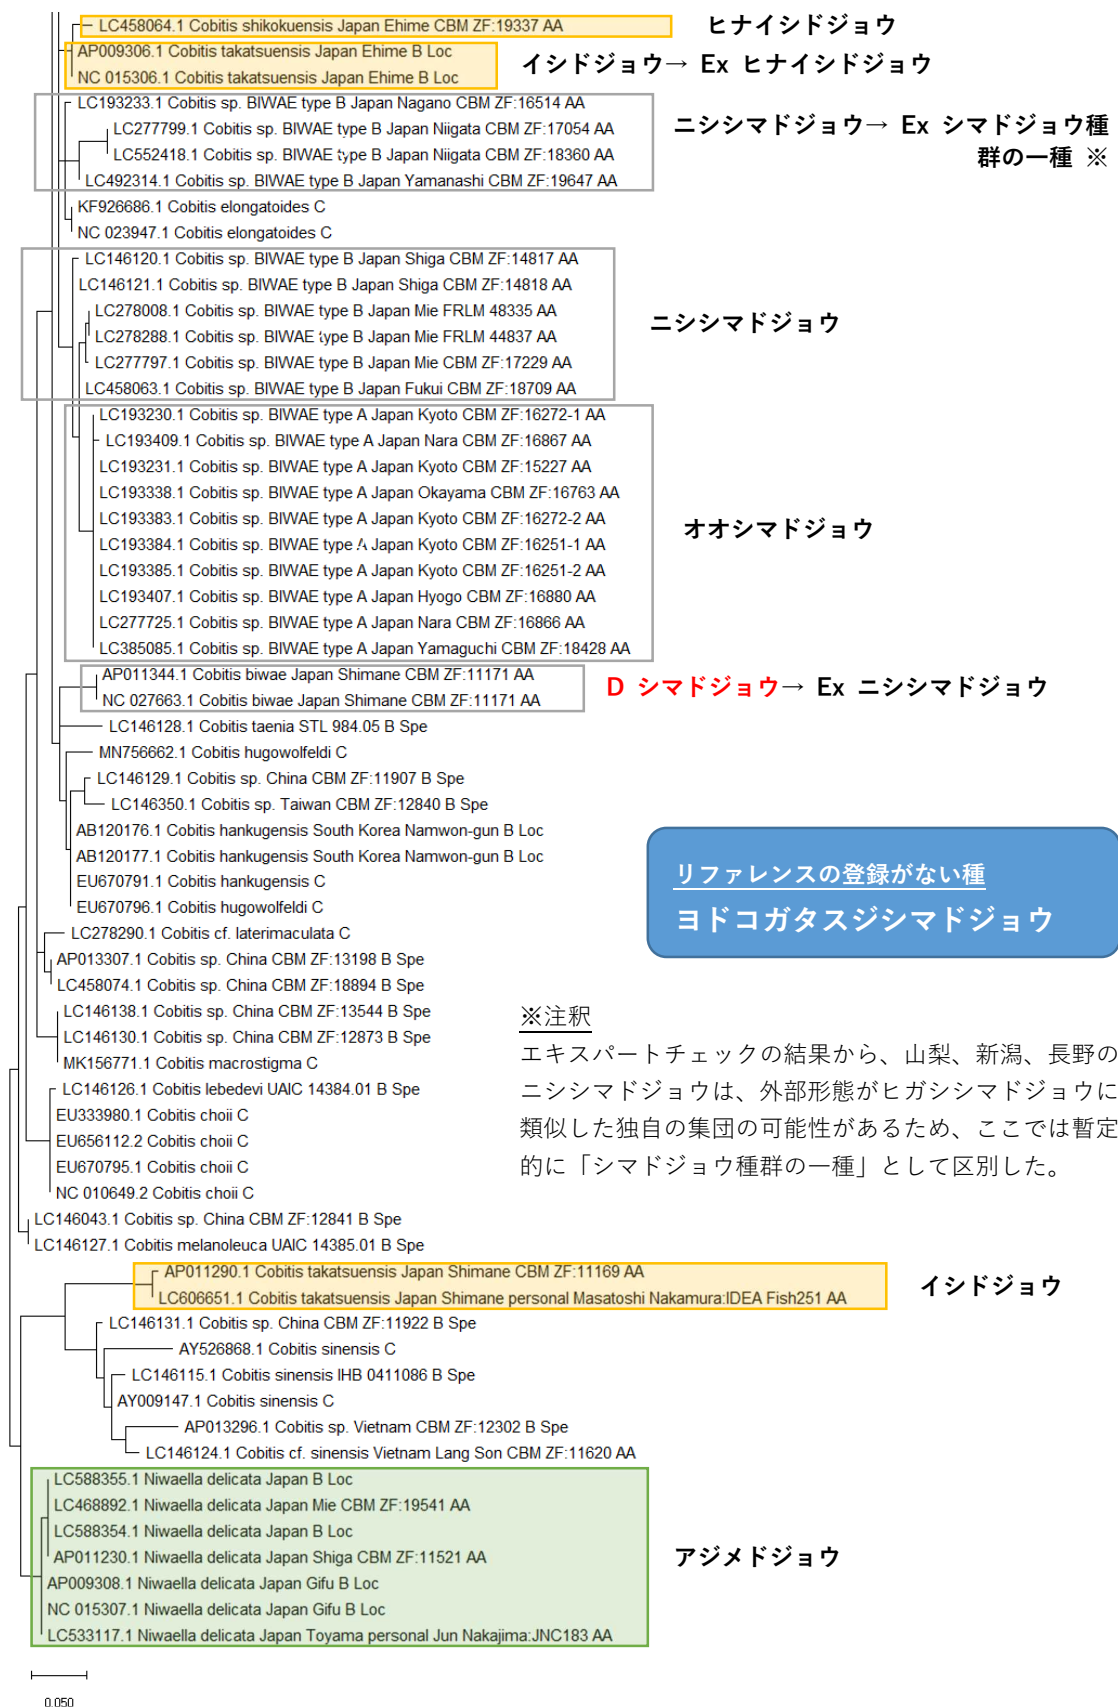 LC458064.1 Cobitis shikokuensis Japan Ehime CBM ZF:19337 AA
ヒナイシドジョウ
AP009306.1 Cobitis takatsuensis Japan Ehime B Loc
NC 015306.1 Cobitis takatsuensis Japan Ehime B Loc
イシドジョウ→ Ex ヒナイシドジョウ
LC193233.1 Cobitis sp. BIWAE type B Japan Nagano CBM ZF:16514 AA
LC277799.1 Cobitis sp. BIWAE type B Japan Niigata CBM ZF:17054 AA
LC552418.1 Cobitis sp. BIWAE type B Japan Niigata CBM ZF:18360 AA
LC492314.1 Cobitis sp. BIWAE type B Japan Yamanashi CBM ZF:19647 AA
ニシシマドジョウ→ Ex シマドジョウ種
群の一種 ※
KF926686.1 Cobitis elongatoides C
NC 023947.1 Cobitis elongatoides C
LC146120.1 Cobitis sp. BIWAE type B Japan Shiga CBM ZF:14817 AA
LC146121.1 Cobitis sp. BIWAE type B Japan Shiga CBM ZF:14818 AA
LC278008.1 Cobitis sp. BIWAE type B Japan Mie FRLM 48335 AA
LC278288.1 Cobitis sp. BIWAE type B Japan Mie FRLM 44837 AA
LC277797.1 Cobitis sp. BIWAE type B Japan Mie CBM ZF:17229 AA
LC458063.1 Cobitis sp. BIWAE type B Japan Fukui CBM ZF:18709 AA
ニシシマドジョウ
LC193230.1 Cobitis sp. BIWAE type A Japan Kyoto CBM ZF:16272-1 AA
LC193409.1 Cobitis sp. BIWAE type A Japan Nara CBM ZF:16867 AA
LC193231.1 Cobitis sp. BIWAE type A Japan Kyoto CBM ZF:15227 AA
LC193338.1 Cobitis sp. BIWAE type A Japan Okayama CBM ZF:16763 AA
LC193383.1 Cobitis sp. BIWAE type A Japan Kyoto CBM ZF:16272-2 AA
LC193384.1 Cobitis sp. BIWAE type A Japan Kyoto CBM ZF:16251-1 AA
LC193385.1 Cobitis sp. BIWAE type A Japan Kyoto CBM ZF:16251-2 AA
LC193407.1 Cobitis sp. BIWAE type A Japan Hyogo CBM ZF:16880 AA
LC277725.1 Cobitis sp. BIWAE type A Japan Nara CBM ZF:16866 AA
LC385085.1 Cobitis sp. BIWAE type A Japan Yamaguchi CBM ZF:18428 AA
オオシマドジョウ
AP011344.1 Cobitis biwae Japan Shimane CBM ZF:11171 AA
NC 027663.1 Cobitis biwae Japan Shimane CBM ZF:11171 AA
D シマドジョウ→ Ex ニシシマドジョウ
LC146128.1 Cobitis taenia STL 984.05 B Spe
MN756662.1 Cobitis hugowolfeldi C
LC146129.1 Cobitis sp. China CBM ZF:11907 B Spe
LC146350.1 Cobitis sp. Taiwan CBM ZF:12840 B Spe
AB120176.1 Cobitis hankugensis South Korea Namwon-gun B Loc
AB120177.1 Cobitis hankugensis South Korea Namwon-gun B Loc
EU670791.1 Cobitis hankugensis C
EU670796.1 Cobitis hugowolfeldi C
リファレンスの登録がない種
ヨドコガタスジシマドジョウ
LC278290.1 Cobitis cf. laterimaculata C
AP013307.1 Cobitis sp. China CBM ZF:13198 B Spe
LC458074.1 Cobitis sp. China CBM ZF:18894 B Spe
LC146138.1 Cobitis sp. China CBM ZF:13544 B Spe
LC146130.1 Cobitis sp. China CBM ZF:12873 B Spe
MK156771.1 Cobitis macrostigma C
LC146126.1 Cobitis lebedevi UAIC 14384.01 B Spe
EU333980.1 Cobitis choii C
EU656112.2 Cobitis choii C
EU670795.1 Cobitis choii C
NC 010649.2 Cobitis choii C
※注釈
エキスパートチェックの結果から、山梨、新潟、長野の
ニシシマドジョウは、外部形態がヒガシシマドジョウに
類似した独自の集団の可能性があるため、ここでは暫定
的に「シマドジョウ種群の一種」として区別した。
LC146043.1 Cobitis sp. China CBM ZF:12841 B Spe
LC146127.1 Cobitis melanoleuca UAIC 14385.01 B Spe
AP011290.1 Cobitis takatsuensis Japan Shimane CBM ZF:11169 AA
LC606651.1 Cobitis takatsuensis Japan Shimane personal Masatoshi Nakamura:IDEA Fish251 AA
イシドジョウ
LC146131.1 Cobitis sp. China CBM ZF:11922 B Spe
AY526868.1 Cobitis sinensis C
LC146115.1 Cobitis sinensis IHB 0411086 B Spe
AY009147.1 Cobitis sinensis C
AP013296.1 Cobitis sp. Vietnam CBM ZF:12302 B Spe
LC146124.1 Cobitis cf. sinensis Vietnam Lang Son CBM ZF:11620 AA
LC588355.1 Niwaella delicata Japan B Loc
LC468892.1 Niwaella delicata Japan Mie CBM ZF:19541 AA
LC588354.1 Niwaella delicata Japan B Loc
AP011230.1 Niwaella delicata Japan Shiga CBM ZF:11521 AA
AP009308.1 Niwaella delicata Japan Gifu B Loc
NC 015307.1 Niwaella delicata Japan Gifu B Loc
LC533117.1 Niwaella delicata Japan Toyama personal Jun Nakajima:JNC183 AA
アジメドジョウ
0.050